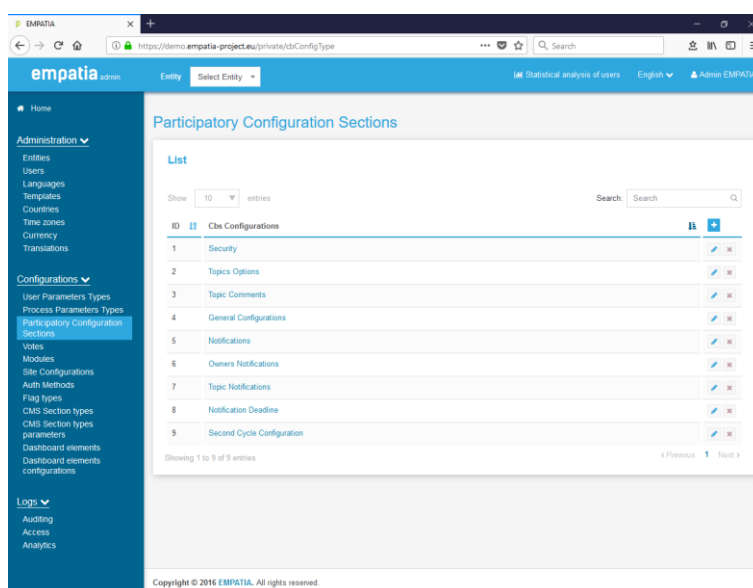 EMPATIA
https://demo.empatia-project.eu/private/cbConfigType
Search
empatia admin
Entity
Select Entity
Statistical analysis of users
English
Admin EMPATIA
Home
Administration
Entities
Users
Languages
Templates
Countries
Time zones
Currency
Translations
Configurations
User Parameters Types
Process Parameters Types
Participatory Configuration
Sections
Votes
Modules
Site Configurations
Auth Methods
Flag types
CMS Section types
CMS Section types
parameters
Dashboard elements
Dashboard elements
configurations
Logs
Auditing
Access
Analytics
Participatory Configuration Sections
List
Show 10 entries
Search: Search
ID Cbs Configurations
1 Security
2 Topics Options
3 Topic Comments
4 General Configurations
5 Notifications
6 Owners Notifications
7 Topic Notifications
8 Notification Deadline
9 Second Cycle Configuration
Showing 1 to 9 of 9 entries
Previous 1 Next
Copyright © 2016 EMPATIA. All rights reserved.